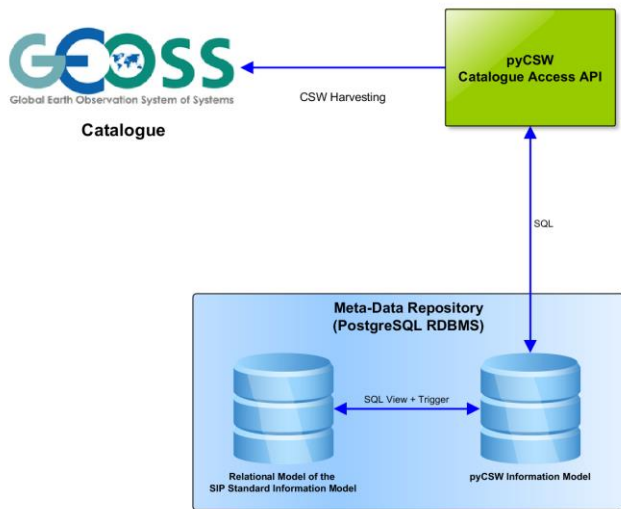 GEOSS
Global Earth Observation System of Systems
Catalogue
CSW Harvesting
pyCSW
Catalogue Access API
SQL
Meta-Data Repository
(PostgreSQL RDBMS)
SQL View + Trigger
Relational Model of the
SIP Standard Information Model
pyCSW Information Model